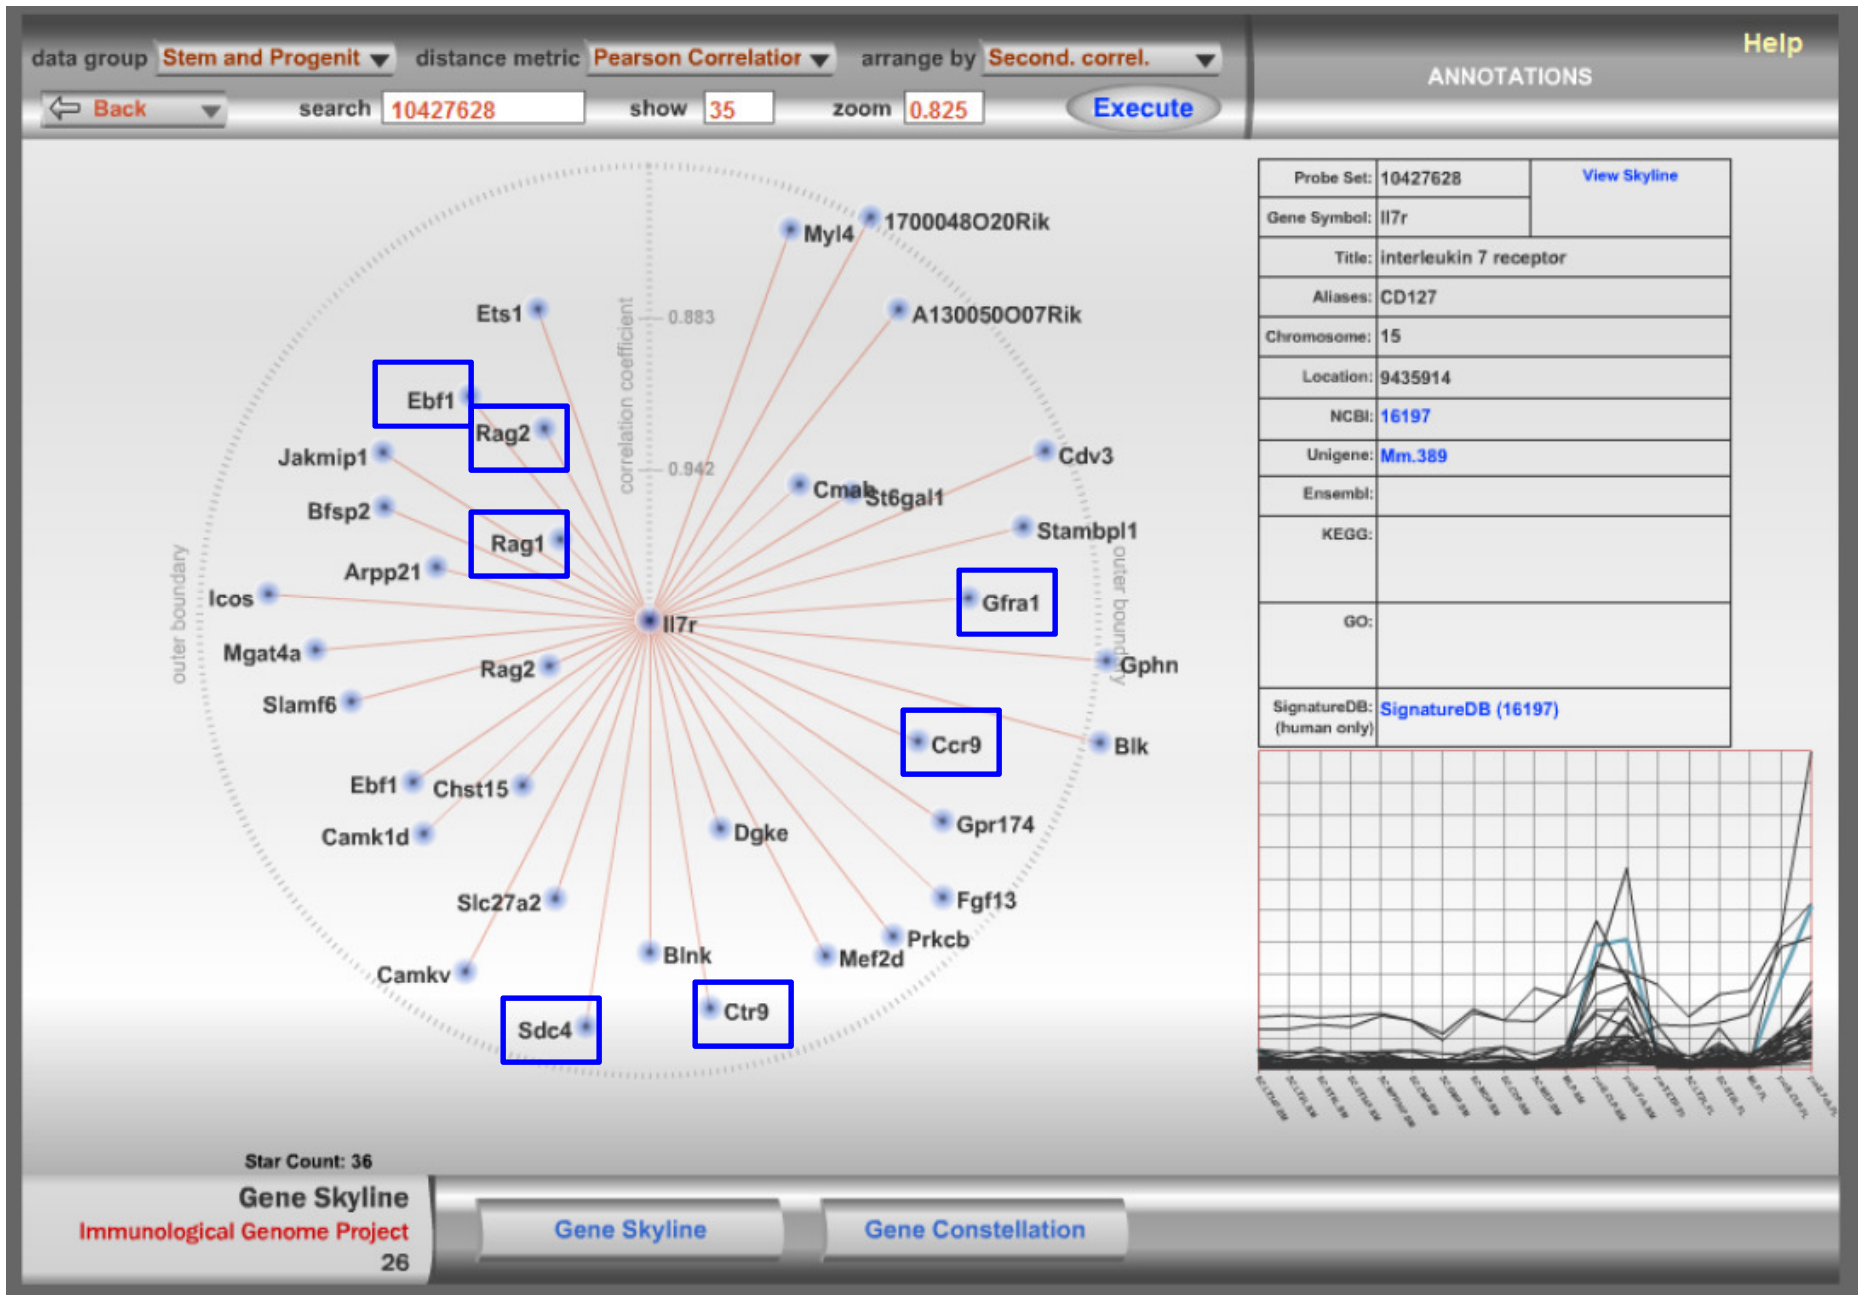 data group Stem and Progenit distance metric Pearson Correlatior arrange by Second. correl. Help
ANNOTATIONS
Back search 10427628 show 35 zoom 0.825 Execute
Probe Set: 10427628 View Skyline
Gene Symbol: Il7r
Title: interleukin 7 receptor
Aliases: CD127
Chromosome: 15
Location: 9435914
NCBI: 16197
Unigene: Mm.389
Ensembl:
KEGG:
GO:
SignatureDB: SignatureDB (16197)
(human only)
1700048O20Rik
Myl4
Ets1
0.883
A130050O07Rik
correlation coefficient
Ebf1
Rag2
Jakmip1
0.942
Cdv3
Cmah
St6gal1
Bfsp2
Stambpl1
Rag1
Arpp21
Icos
Gfra1
outer boundary
outer boundary
Il7r
Mgat4a
Rag2
Gphn
Slamf6
Ccr9
Blk
Ebf1
Chst15
Camk1d
Dgke
Gpr174
Slc27a2
Fgf13
Prkcb
Blnk
Mef2d
Camkv
Ctr9
Sdc4
Star Count: 36
Gene Skyline
Immunological Genome Project
26
Gene Skyline
Gene Constellation